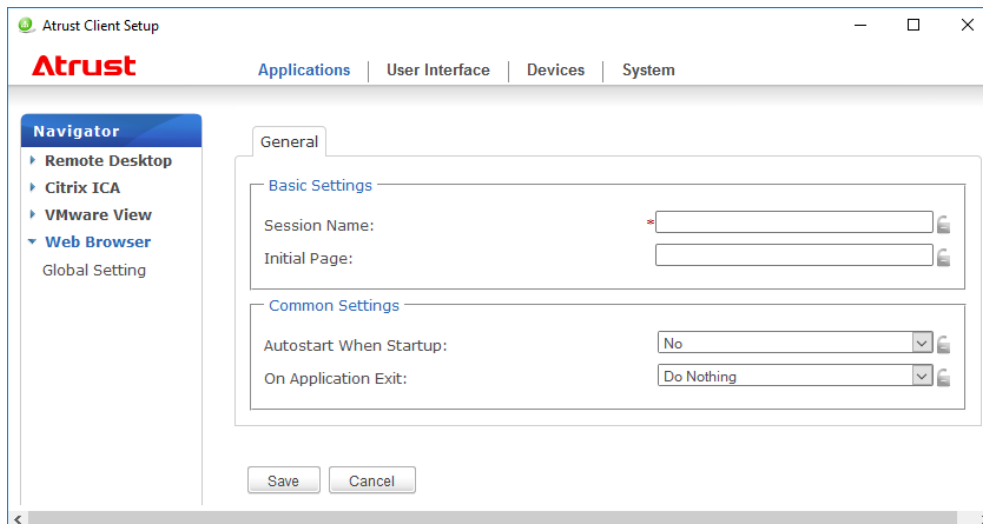 Atrust Client Setup
Atrust
Applications | User Interface | Devices | System
Navigator
Remote Desktop
Citrix ICA
VMware View
Web Browser
Global Setting
General
Basic Settings
Session Name: *
Initial Page:
Common Settings
Autostart When Startup: No
On Application Exit: Do Nothing
Save Cancel